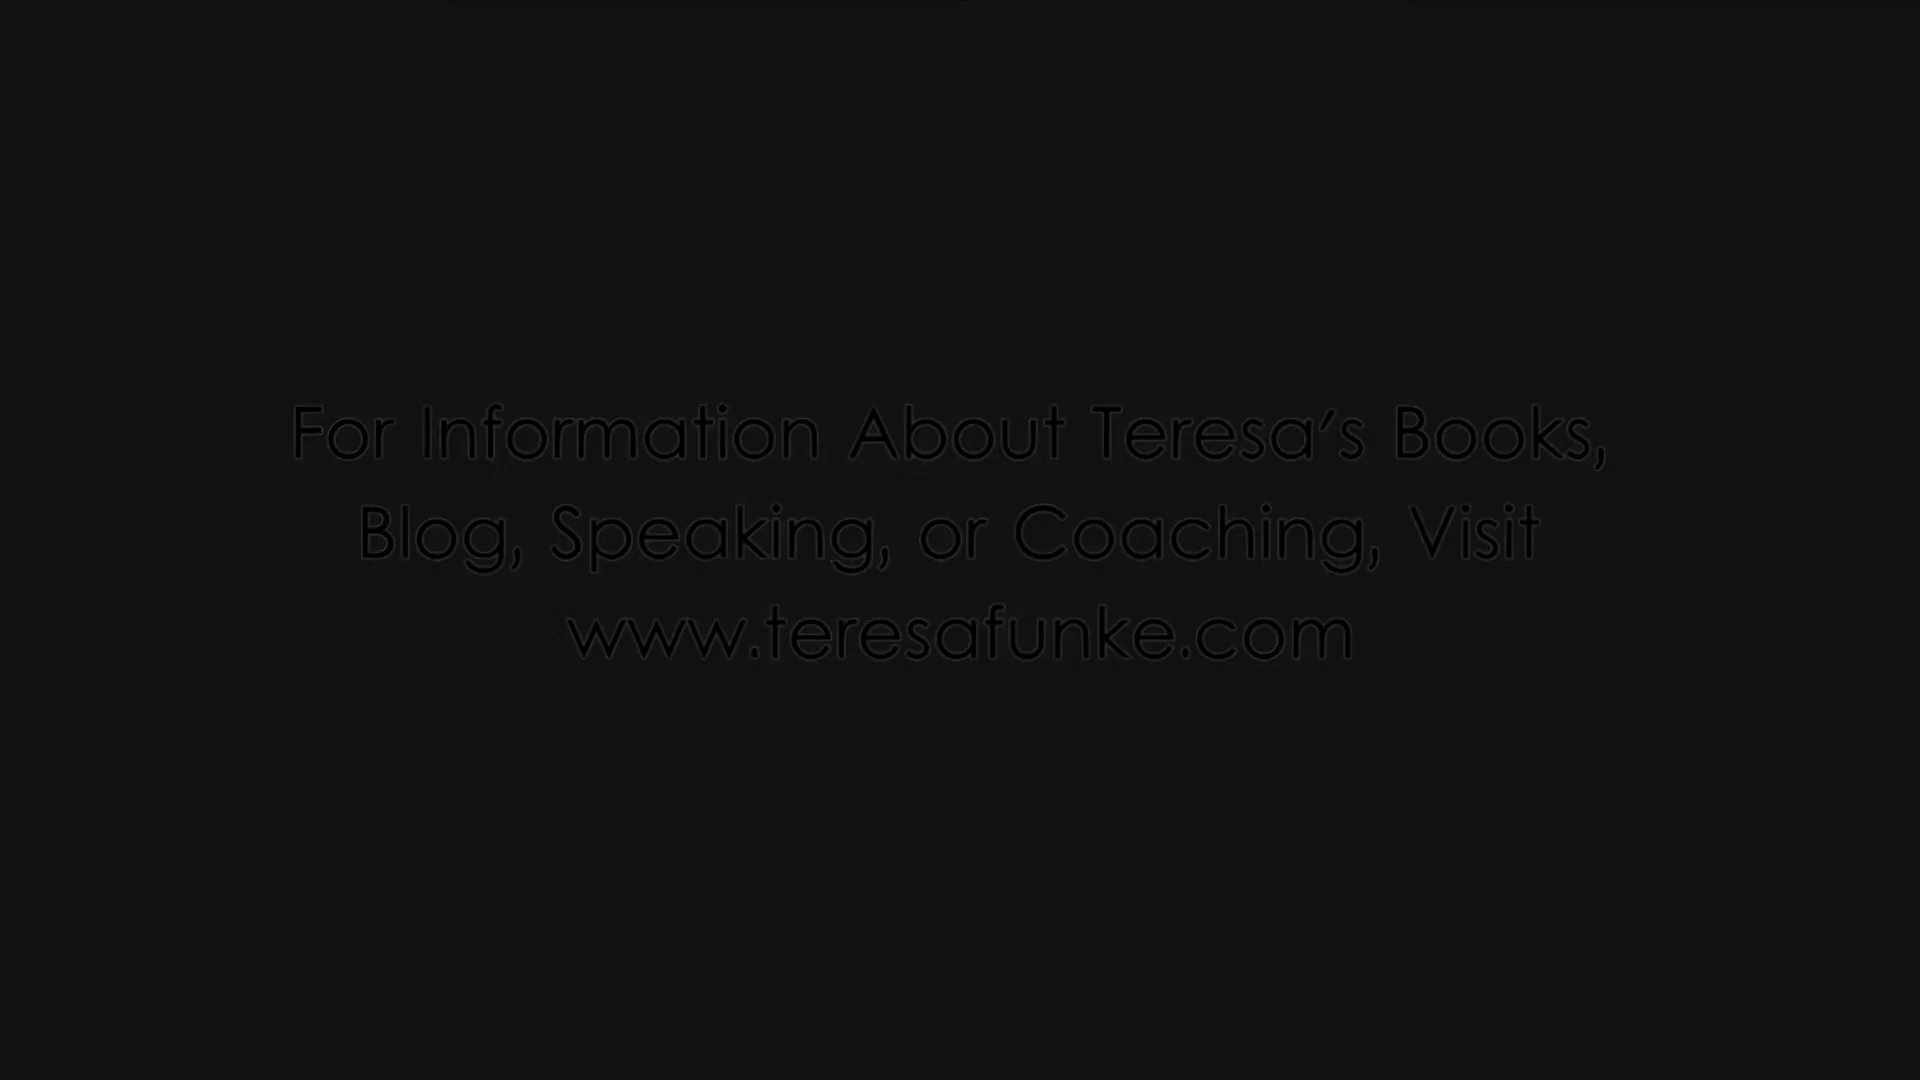 For Information About Teresa's Books,
Blog, Speaking, or Coaching, Visit
www.teresafunke.com